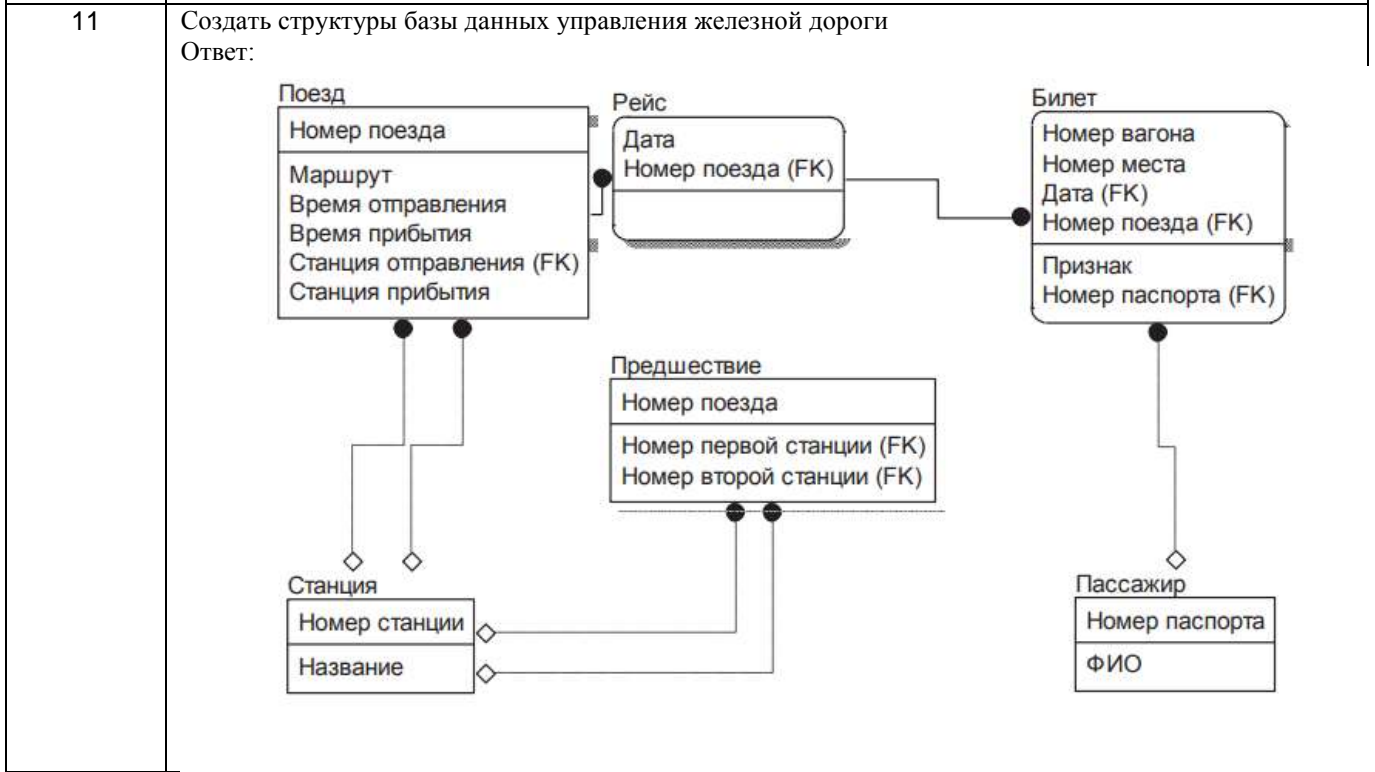 11
Создать структуры базы данных управления железной дороги
Ответ:
Поезд
Номер поезда
Маршрут
Время отправления
Время прибытия
Станция отправления (FK)
Станция прибытия
Рейс
Дата
Номер поезда (FK)
Билет
Номер вагона
Номер места
Дата (FK)
Номер поезда (FK)
Признак
Номер паспорта (FK)
Предшествие
Номер поезда
Номер первой станции (FK)
Номер второй станции (FK)
Станция
Номер станции
Название
Пассажир
Номер паспорта
ФИО